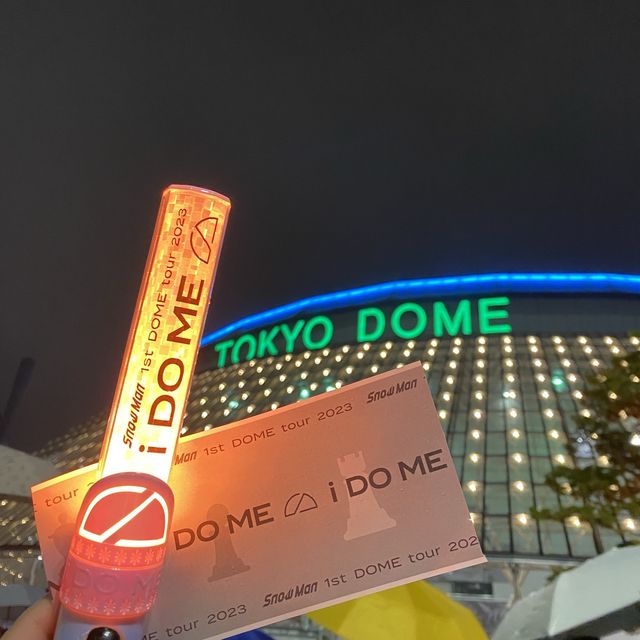 TOKYO DOME
Snow Man 1st DOME tour 2023
i DO ME
tour
Man 1st DOME tour 2023 Snow Man
DO ME i DO ME
ME tour 2023 Snow Man 1st DOME tour 202
DO ME